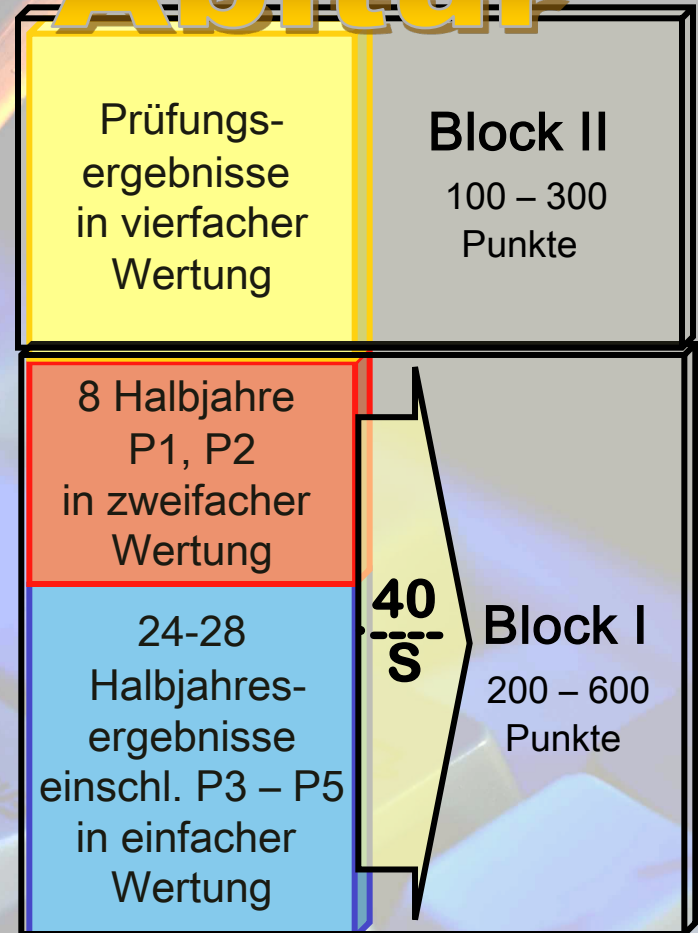 Abitur
Prüfungs-
ergebnisse
in vierfacher
Wertung
Block II
100 – 300
Punkte
8 Halbjahre
P1, P2
in zweifacher
Wertung
24-28
Halbjahres-
ergebnisse
einschl. P3 – P5
in einfacher
Wertung
· 40
----
S
Block I
200 – 600
Punkte